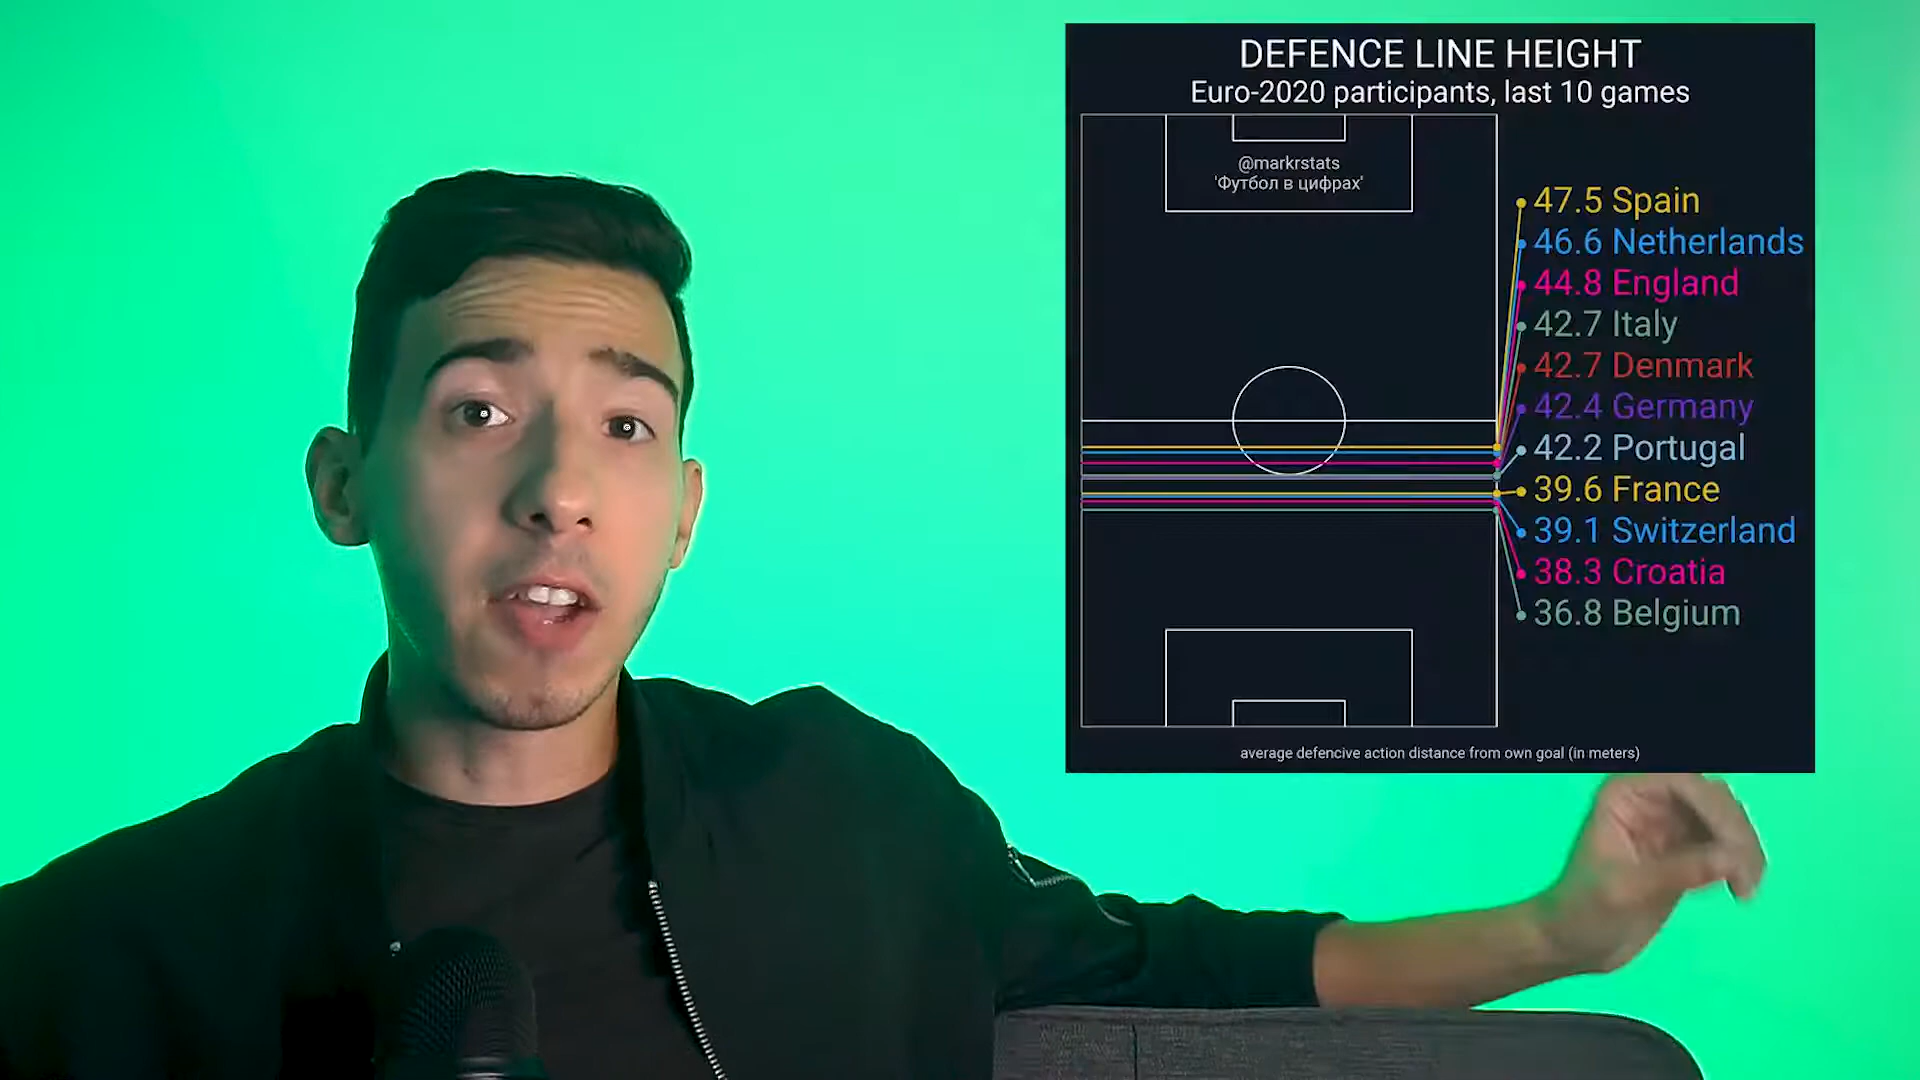 DEFENCE LINE HEIGHT
Euro-2020 participants, last 10 games
@markrstats
'Футбол в цифрах'
47.5 Spain
46.6 Netherlands
44.8 England
42.7 Italy
42.7 Denmark
42.4 Germany
42.2 Portugal
39.6 France
39.1 Switzerland
38.3 Croatia
36.8 Belgium
average defencive action distance from own goal (in meters)